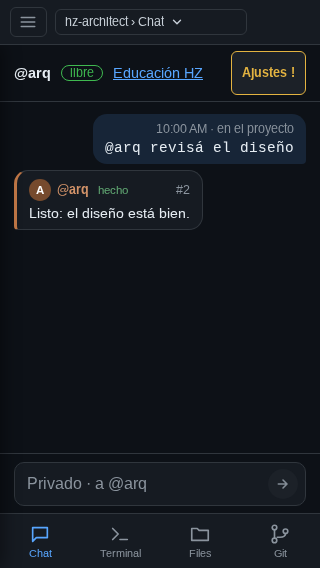 hz-architect › Chat
@arq libre Educación HZ Ajustes !
10:00 AM · en el proyecto
@arq revisá el diseño
A @arq hecho #2
Listo: el diseño está bien.
Privado · a @arq
Chat Terminal Files Git